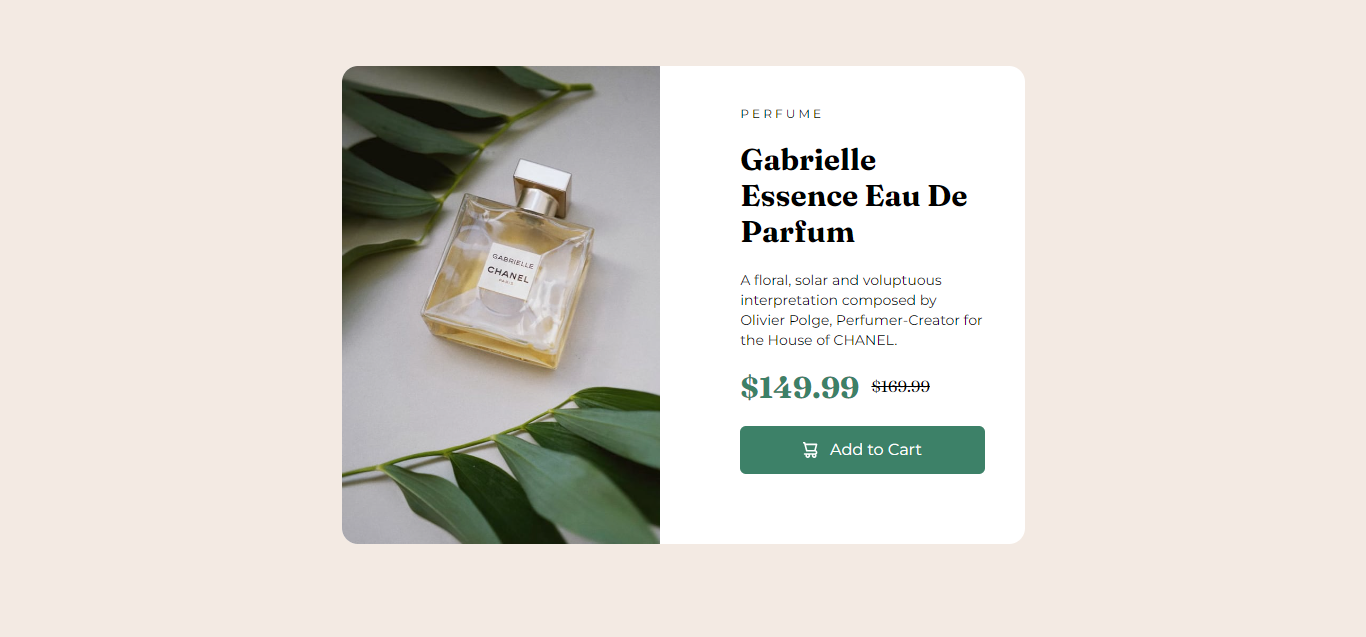 PERFUME
Gabrielle
Essence Eau De
Parfum
A floral, solar and voluptuous
interpretation composed by
Olivier Polge, Perfumer-Creator for
the House of CHANEL.
$149.99 $169.99
Add to Cart
GABRIELLE
CHANEL
PARIS